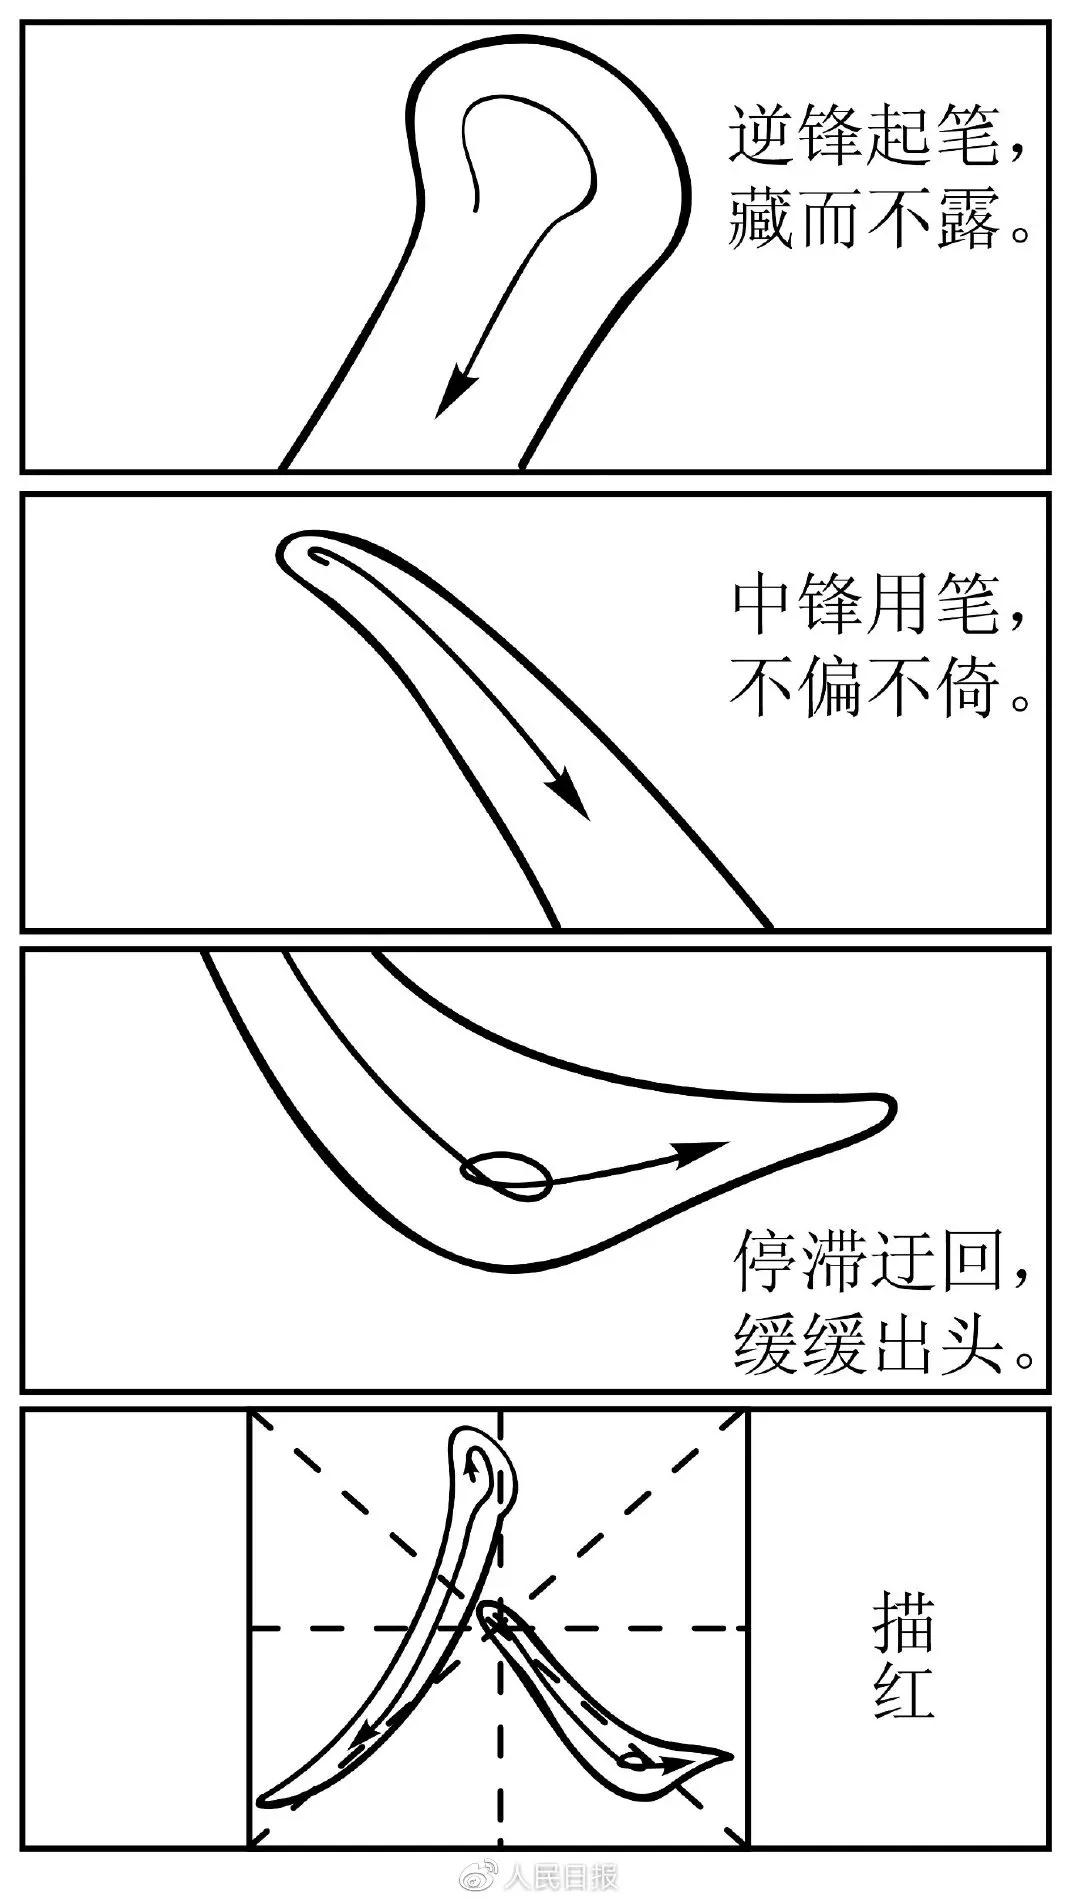 逆锋起笔，
藏而不露。
中锋用笔，
不偏不倚。
停滞迂回，
缓缓出头。
描
红
人民日报